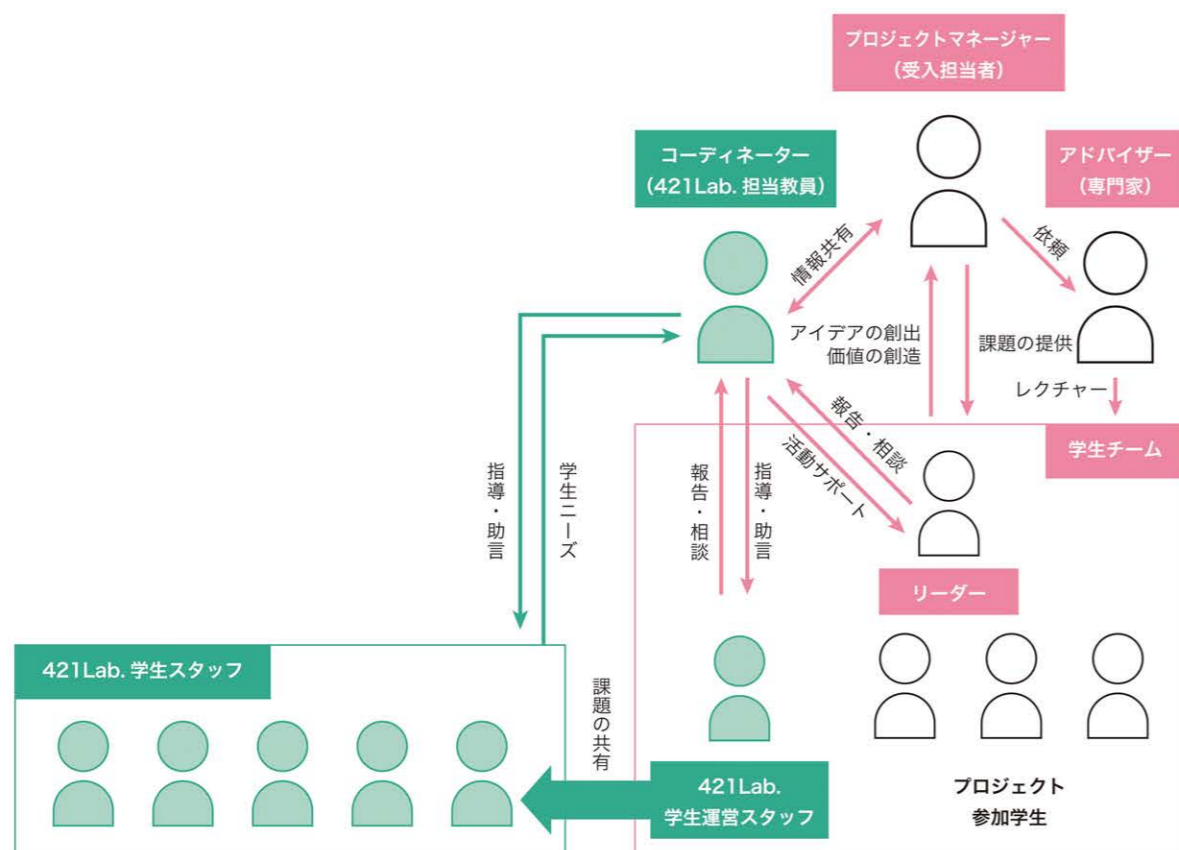 プロジェクトマネージャー
（受入担当者）
コーディネーター
（421Lab. 担当教員）
アドバイザー
（専門家）
情報共有
依頼
アイデアの創出
価値の創造
課題の提供
レクチャー
学生チーム
報告・相談
活動サポート
指導・助言
学生ニーズ
報告・相談
指導・助言
リーダー
421Lab. 学生スタッフ
課題の共有
421Lab.
学生運営スタッフ
プロジェクト
参加学生